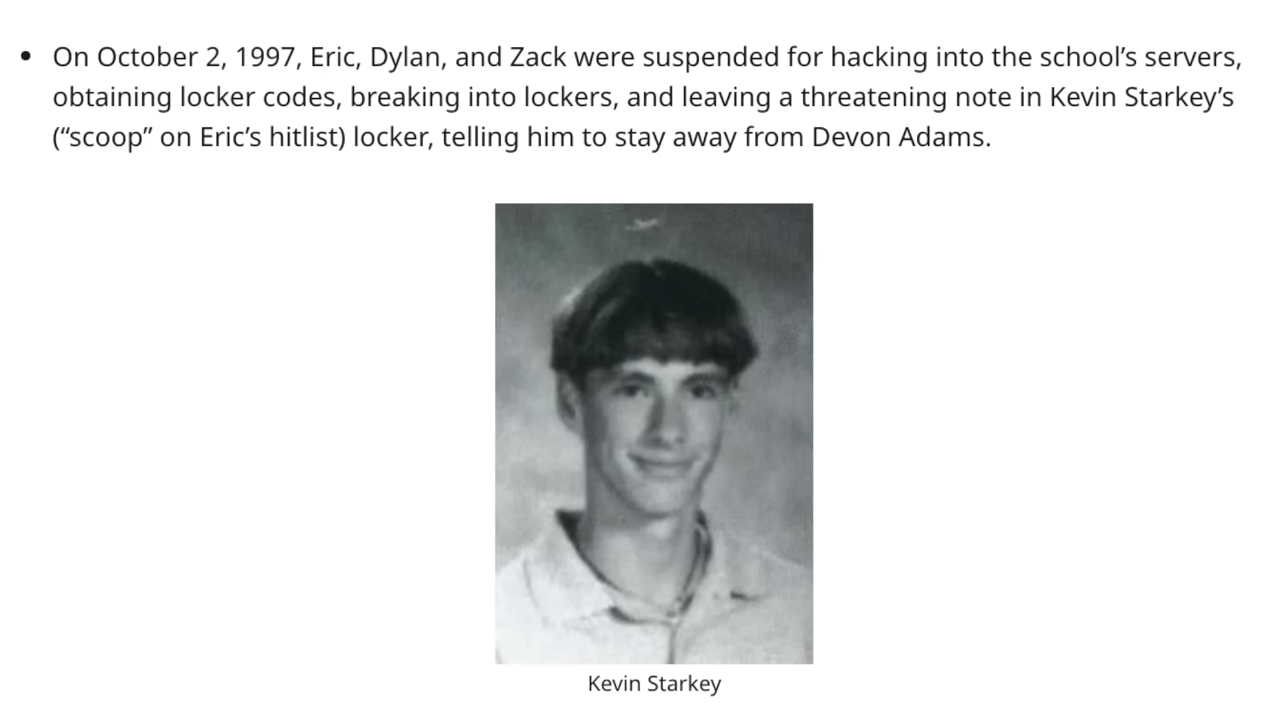 • On October 2, 1997, Eric, Dylan, and Zack were suspended for hacking into the school’s servers,
obtaining locker codes, breaking into lockers, and leaving a threatening note in Kevin Starkey’s
(“scoop” on Eric’s hitlist) locker, telling him to stay away from Devon Adams.
Kevin Starkey